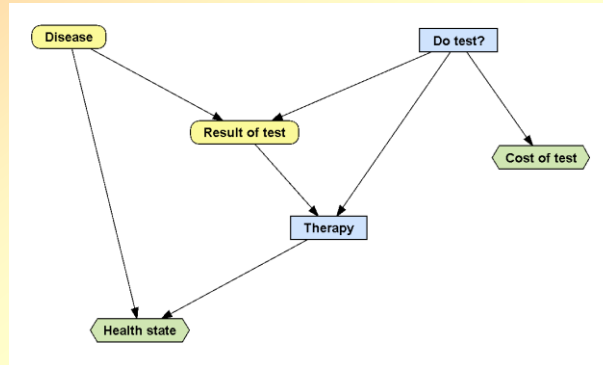 Disease
Do test?
Result of test
Cost of test
Therapy
Health state